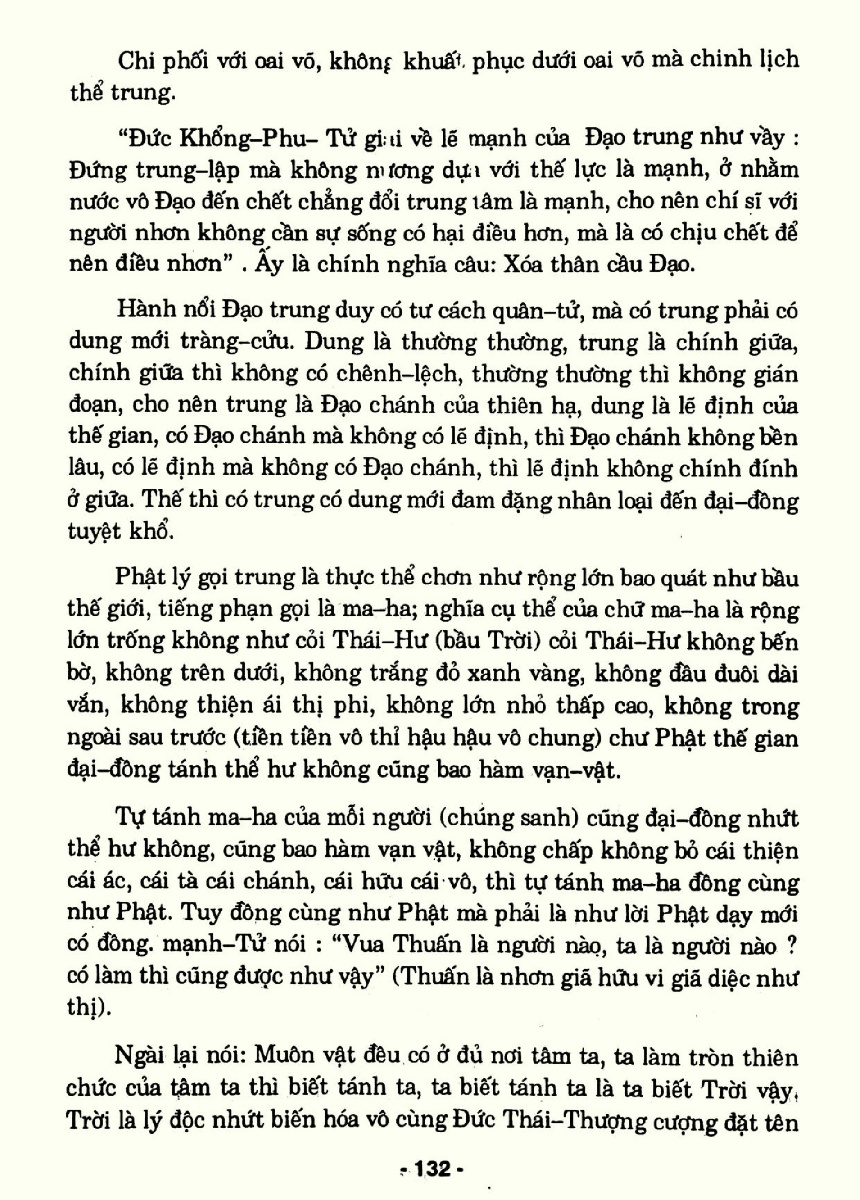 Chi phối với oai võ, không khuất phục dưới oai võ mà chinh lịch
thể trung.
“Đức Khổng–Phu– Tử giải về lẽ mạnh của Đạo trung như vầy :
Đứng trung–lập mà không nương dựa với thế lực là mạnh, ở nhằm
nước vô Đạo đến chết chẳng đổi trung tâm là mạnh, cho nên chí sĩ với
người nhơn không cần sự sống có hại điều hơn, mà là có chịu chết để
nên điều nhơn” . Ấy là chính nghĩa câu: Xóa thân cầu Đạo.
Hành nổi Đạo trung duy có tư cách quân–tử, mà có trung phải có
dung mới tràng–cửu. Dung là thường thường, trung là chính giữa,
chính giữa thì không có chênh–lệch, thường thường thì không gián
đoạn, cho nên trung là Đạo chánh của thiên hạ, dung là lẽ định của
thế gian, có Đạo chánh mà không có lẽ định, thì Đạo chánh không bền
lâu, có lẽ định mà không có Đạo chánh, thì lẽ định không chính đính
ở giữa. Thế thì có trung có dung mới đam đặng nhân loại đến đại–đồng
tuyệt khổ.
Phật lý gọi trung là thực thể chơn như rộng lớn bao quát như bầu
thế giới, tiếng phạn gọi là ma–ha; nghĩa cụ thể của chữ ma–ha là rộng
lớn trống không như cỏi Thái–Hư (bầu Trời) cỏi Thái–Hư không bến
bờ, không trên dưới, không trắng đỏ xanh vàng, không đầu đuôi dài
vắn, không thiện ái thị phi, không lớn nhỏ thấp cao, không trong
ngoài sau trước (tiền tiền vô thỉ hậu hậu vô chung) chư Phật thế gian
đại–đồng tánh thể hư không cũng bao hàm vạn–vật.
Tự tánh ma–ha của mỗi người (chúng sanh) cũng đại–đồng nhứt
thể hư không, cũng bao hàm vạn vật, không chấp không bỏ cái thiện
cái ác, cái tà cái chánh, cái hữu cái vô, thì tự tánh ma–ha đồng cùng
như Phật. Tuy đồng cùng như Phật mà phải là như lời Phật dạy mới
có đồng. mạnh–Tử nói : “Vua Thuấn là người nào, ta là người nào ?
có làm thì cũng được như vậy” (Thuấn là nhơn giã hữu vi giã diệc như
thị).
Ngài lại nói: Muôn vật đều có ở đủ nơi tâm ta, ta làm tròn thiên
chức của tâm ta thì biết tánh ta, ta biết tánh ta là ta biết Trời vậy.
Trời là lý độc nhứt biến hóa vô cùng Đức Thái–Thượng cượng đặt tên
- 132 -